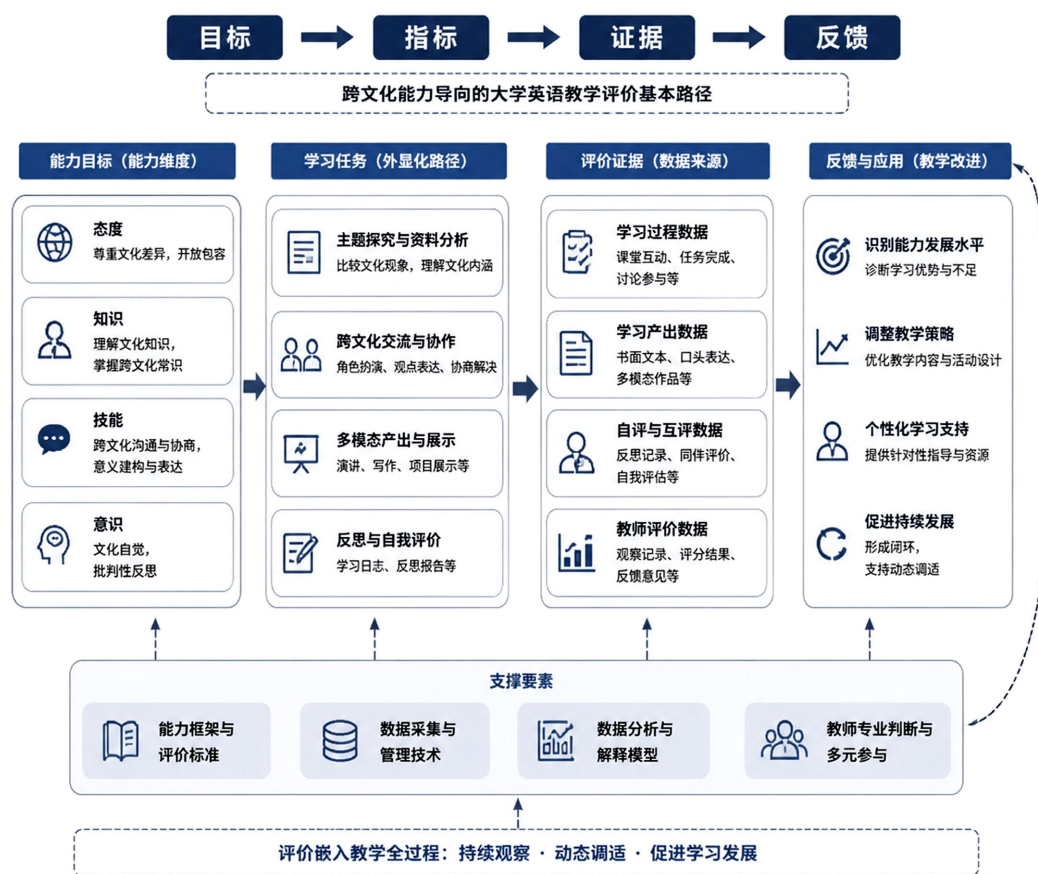 目标
指标
证据
反馈
跨文化能力导向的大学英语教学评价基本路径
能力目标（能力维度）
态度
尊重文化差异，开放包容
知识
理解文化知识，
掌握跨文化常识
技能
跨文化沟通与协商，
意义建构与表达
意识
文化自觉，
批判性反思
学习任务（外显化路径）
主题探究与资料分析
比较文化现象，理解文化内涵
跨文化交流与协作
角色扮演、观点表达、协商解决
多模态产出与展示
演讲、写作、项目展示等
反思与自我评价
学习日志、反思报告等
评价证据（数据来源）
学习过程数据
课堂互动、任务完成、
讨论参与等
学习产出数据
书面文本、口头表达、
多模态作品等
自评与互评数据
反思记录、同伴评价、
自我评估等
教师评价数据
观察记录、评分结果、
反馈意见等
反馈与应用（教学改进）
识别能力发展水平
诊断学习优势与不足
调整教学策略
优化教学内容与活动设计
个性化学习支持
提供针对性指导与资源
促进持续发展
形成闭环，
支持动态调适
支撑要素
能力框架与
评价标准
数据采集与
管理技术
数据分析与
解释模型
教师专业判断与
多元参与
评价嵌入教学全过程：持续观察 · 动态调适 · 促进学习发展